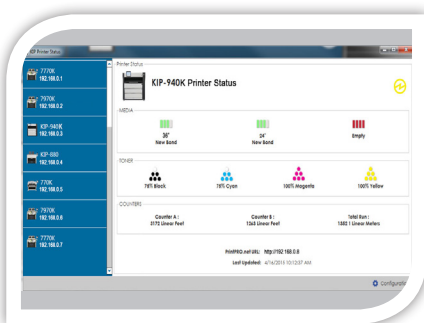 KIP Printer Status
7770K
192.168.0.1
7970K
192.168.0.2
KIP-940K
192.168.0.3
KIP-880
192.168.0.4
770K
192.168.0.5
7970K
192.168.0.6
7770K
192.168.0.7
Printer Status
KIP-940K Printer Status
MEDIA
36" 24" Empty
New Bond New Bond
TONER
78% Black 78% Cyan 100% Magenta 100% Yellow
COUNTERS
Counter A : Counter B : Total Run :
3172 Linear Feet 1263 Linear Feet 1352.1 Linear Meters
PrintPRO.net URL: http://192.168.0.8
Last Updated: 4/16/2015 10:12:37 AM
Configuration